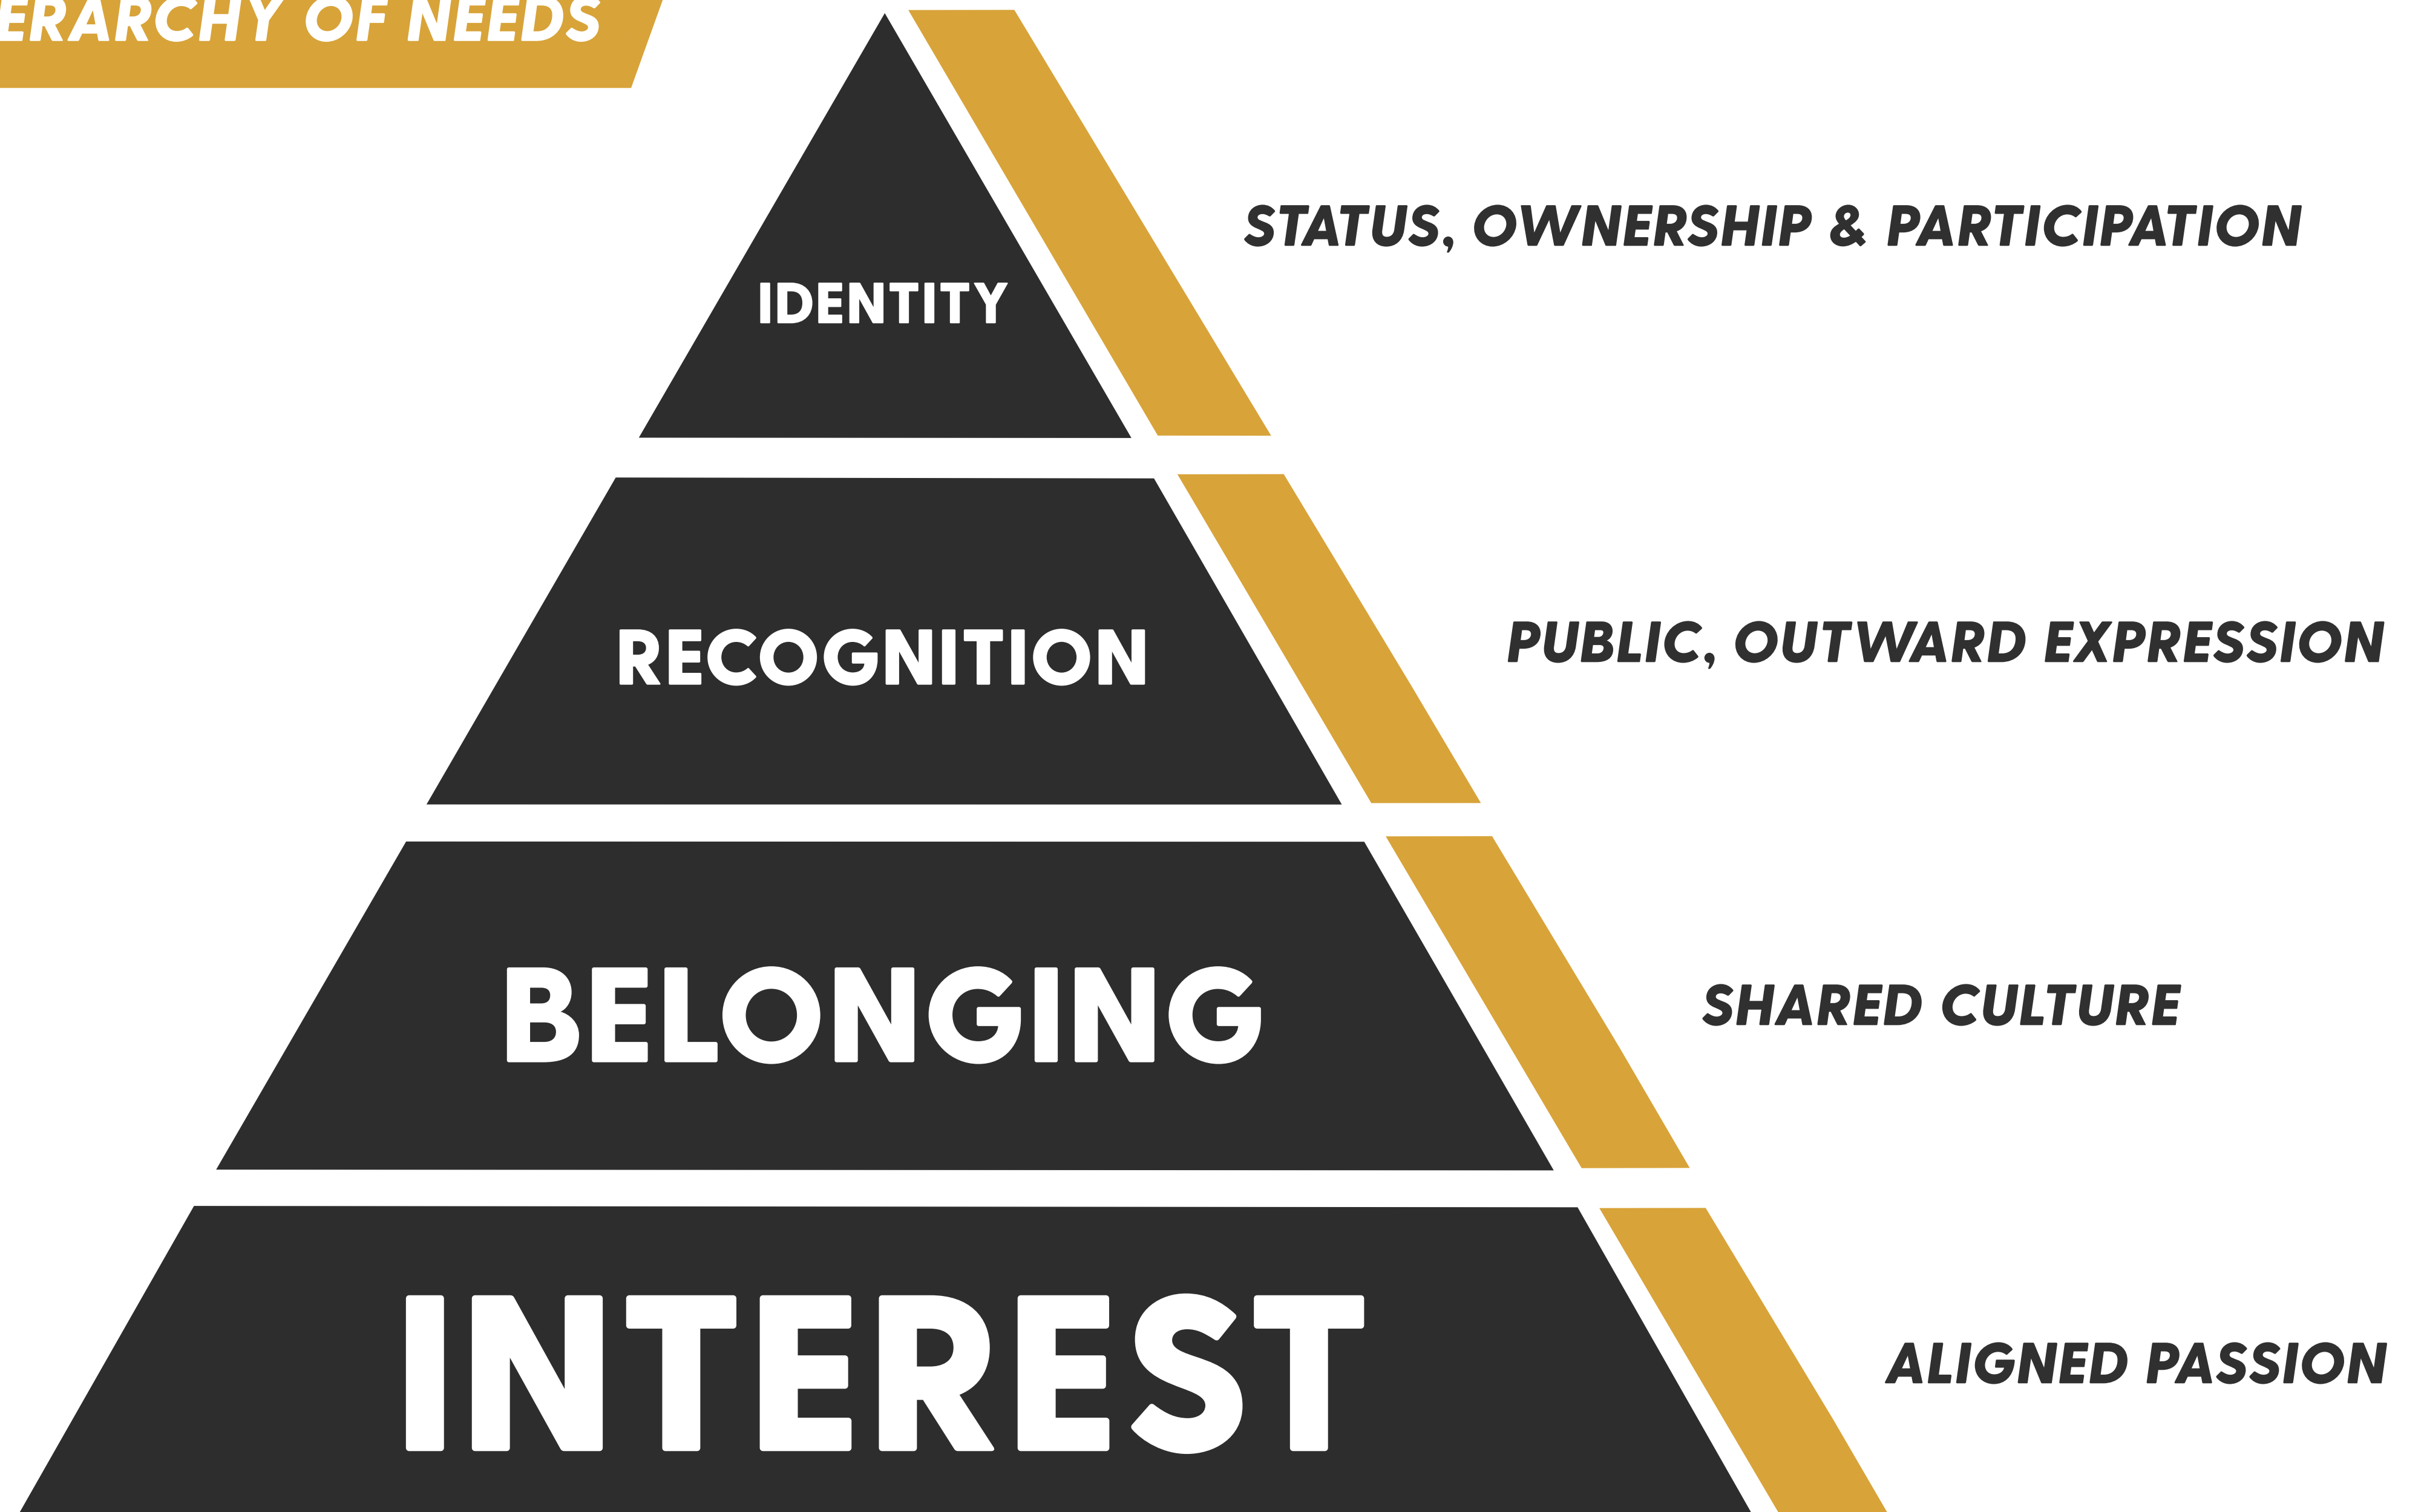 ERARCHY OF NEEDS
IDENTITY
STATUS, OWNERSHIP & PARTICIPATION
RECOGNITION
PUBLIC, OUTWARD EXPRESSION
BELONGING
SHARED CULTURE
INTEREST
ALIGNED PASSION